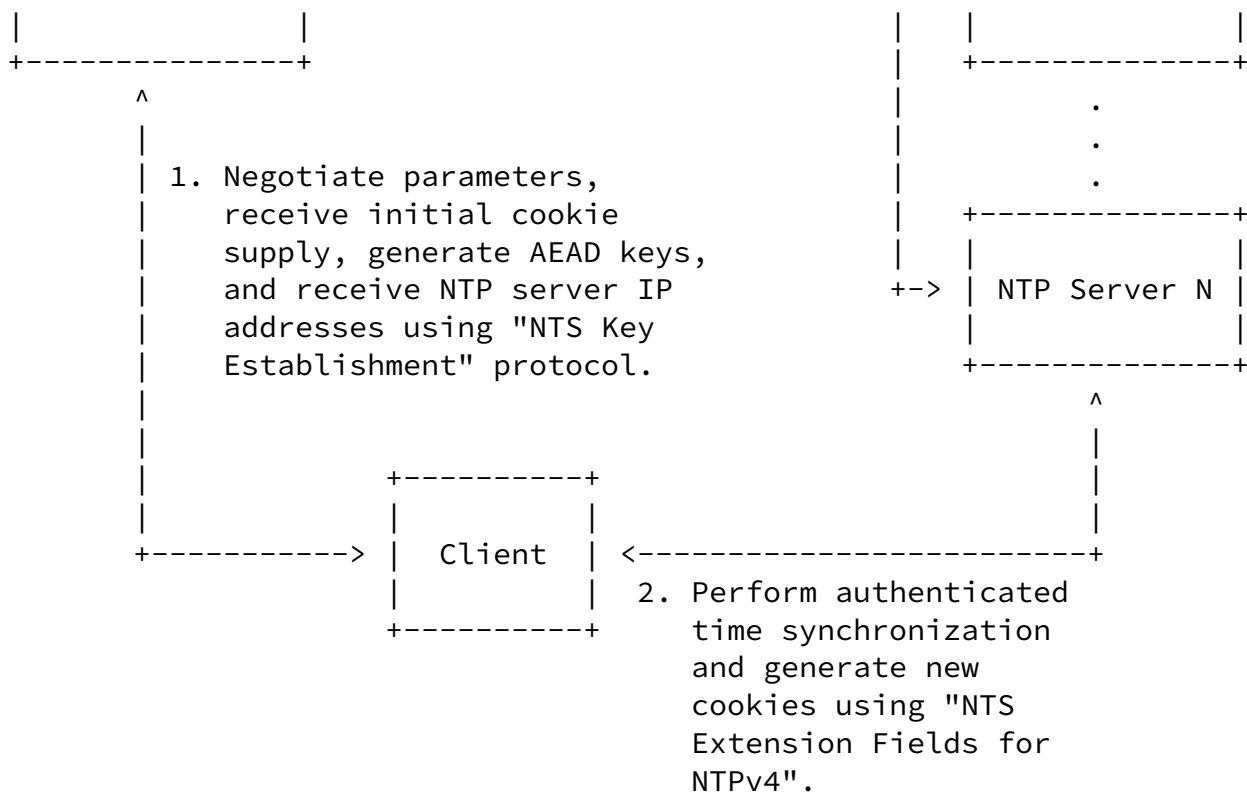 1. Negotiate parameters,
receive initial cookie
supply, generate AEAD keys,
and receive NTP server IP
addresses using "NTS Key
Establishment" protocol.
NTP Server N
Client
2. Perform authenticated
time synchronization
and generate new
cookies using "NTS
Extension Fields for
NTPv4".